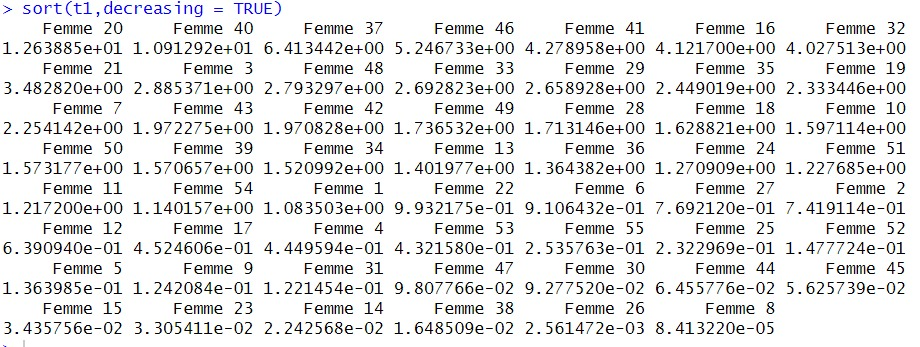 > sort(t1,decreasing = TRUE)
Femme 20 Femme 40 Femme 37 Femme 46 Femme 41 Femme 16 Femme 32
1.263885e+01 1.091292e+01 6.413442e+00 5.246733e+00 4.278958e+00 4.121700e+00 4.027513e+00
Femme 21 Femme 3 Femme 48 Femme 33 Femme 29 Femme 35 Femme 19
3.482820e+00 2.885371e+00 2.793297e+00 2.692823e+00 2.658928e+00 2.449019e+00 2.333446e+00
Femme 7 Femme 43 Femme 42 Femme 49 Femme 28 Femme 18 Femme 10
2.254142e+00 1.972275e+00 1.970828e+00 1.736532e+00 1.713146e+00 1.628821e+00 1.597114e+00
Femme 50 Femme 39 Femme 34 Femme 13 Femme 36 Femme 24 Femme 51
1.573177e+00 1.570657e+00 1.520992e+00 1.401977e+00 1.364382e+00 1.270909e+00 1.227685e+00
Femme 11 Femme 54 Femme 1 Femme 22 Femme 6 Femme 27 Femme 2
1.217200e+00 1.140157e+00 1.083503e+00 9.932175e-01 9.106432e-01 7.692120e-01 7.419114e-01
Femme 12 Femme 17 Femme 4 Femme 53 Femme 55 Femme 25 Femme 52
6.390940e-01 4.524606e-01 4.449594e-01 4.321580e-01 2.535763e-01 2.322969e-01 1.477724e-01
Femme 5 Femme 9 Femme 31 Femme 47 Femme 30 Femme 44 Femme 45
1.363985e-01 1.242084e-01 1.221454e-01 9.807766e-02 9.277520e-02 6.455776e-02 5.625739e-02
Femme 15 Femme 23 Femme 14 Femme 38 Femme 26 Femme 8
3.435756e-02 3.305411e-02 2.242568e-02 1.648509e-02 2.561472e-03 8.413220e-05